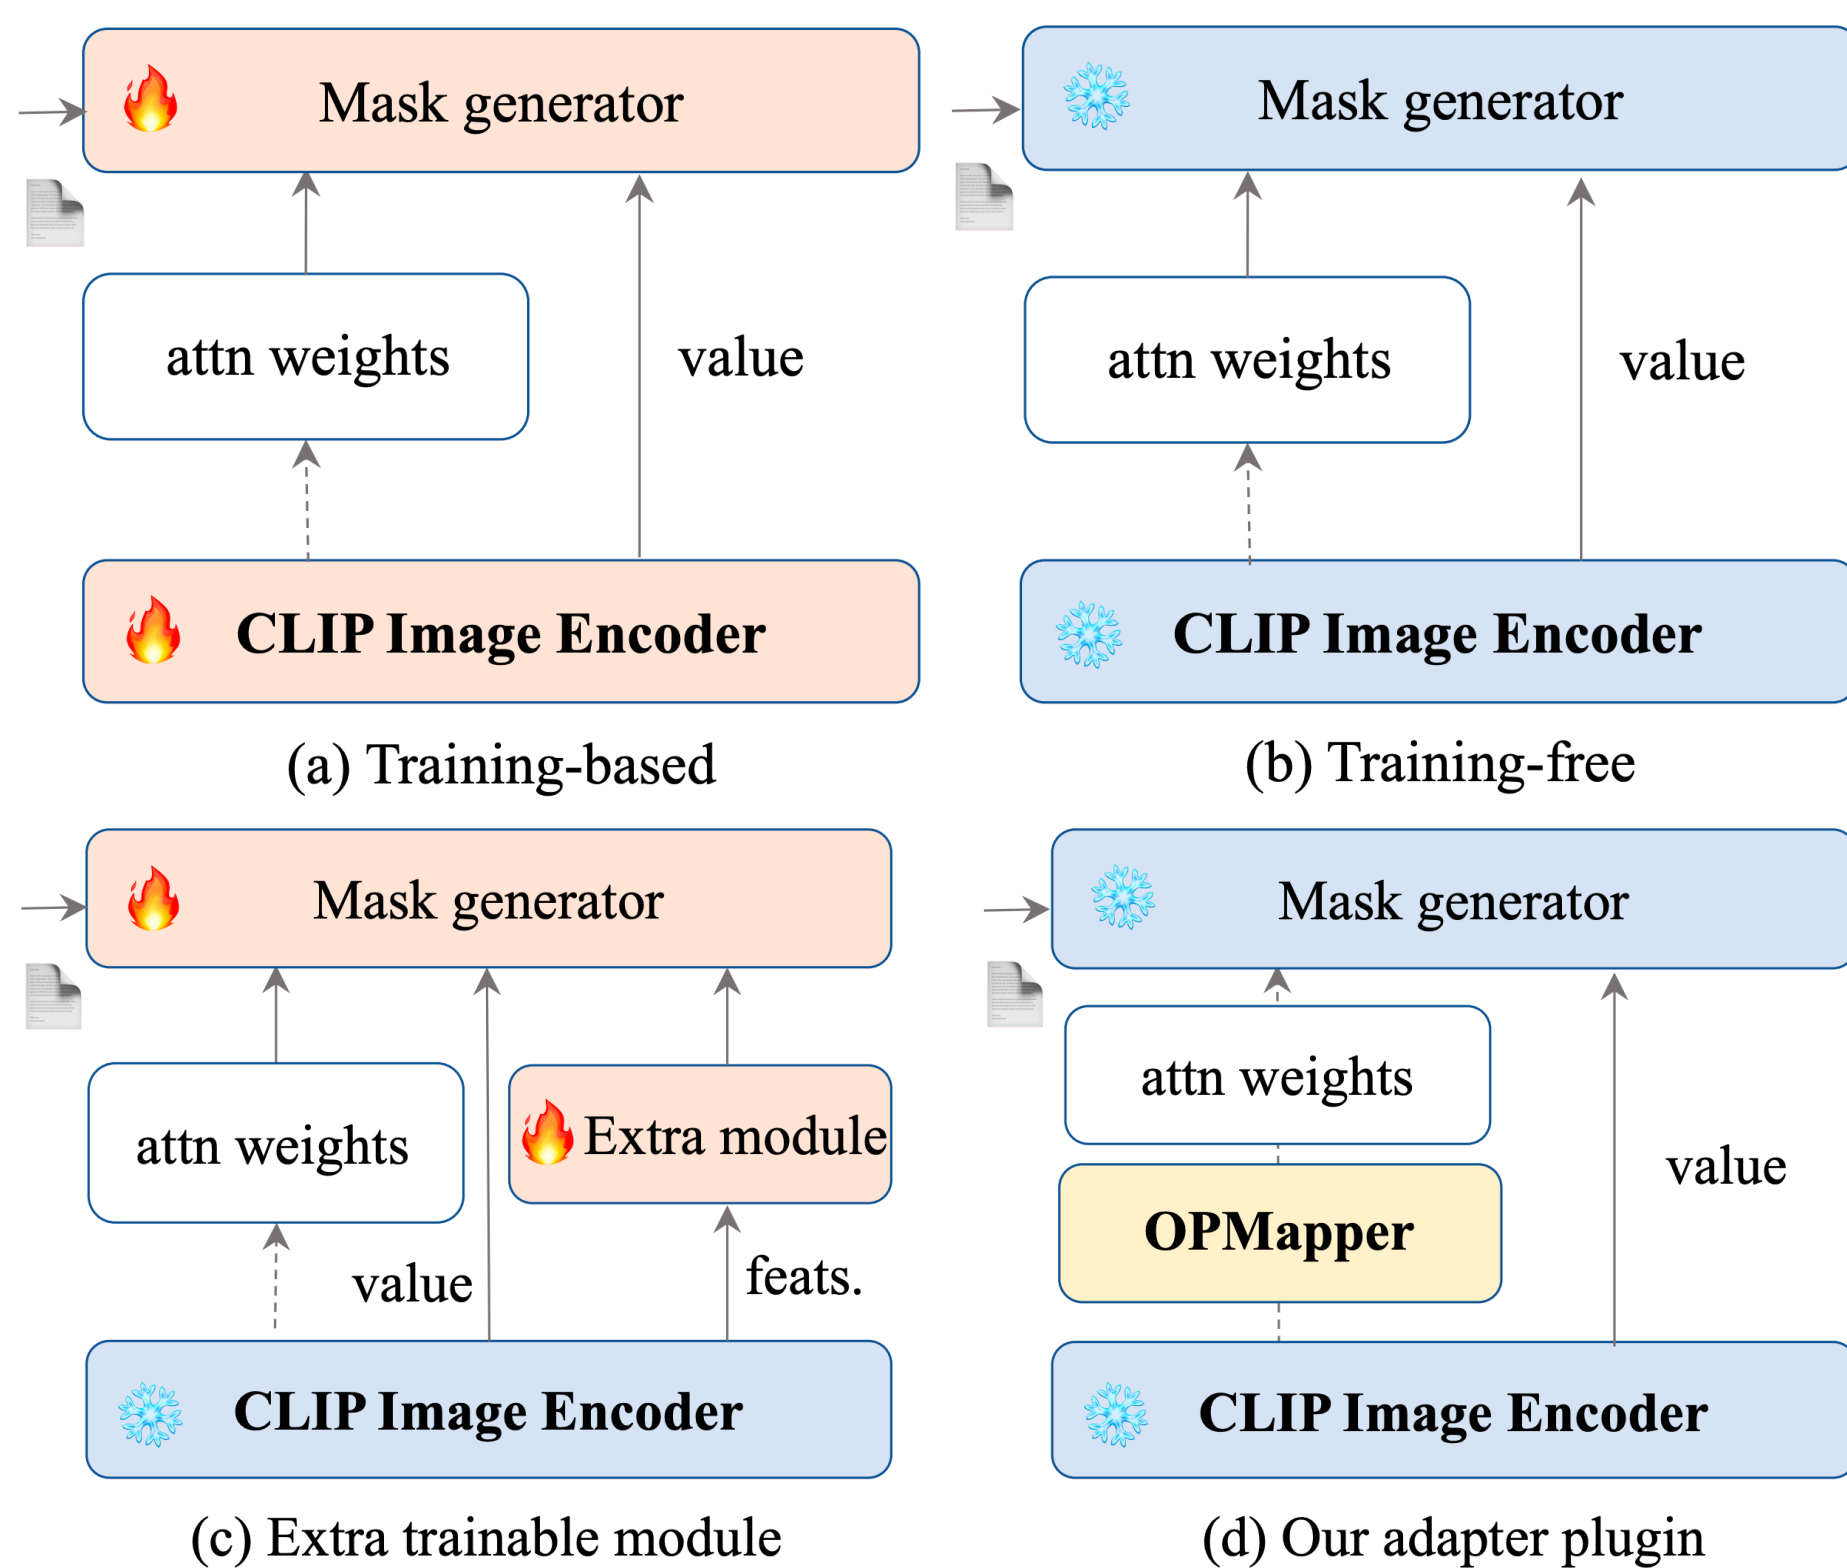 Mask generator
attn weights
value
CLIP Image Encoder
(a) Training-based
Mask generator
attn weights
value
CLIP Image Encoder
(b) Training-free
Mask generator
attn weights
value
Extra module
feats.
CLIP Image Encoder
(c) Extra trainable module
Mask generator
attn weights
OPMapper
value
CLIP Image Encoder
(d) Our adapter plugin